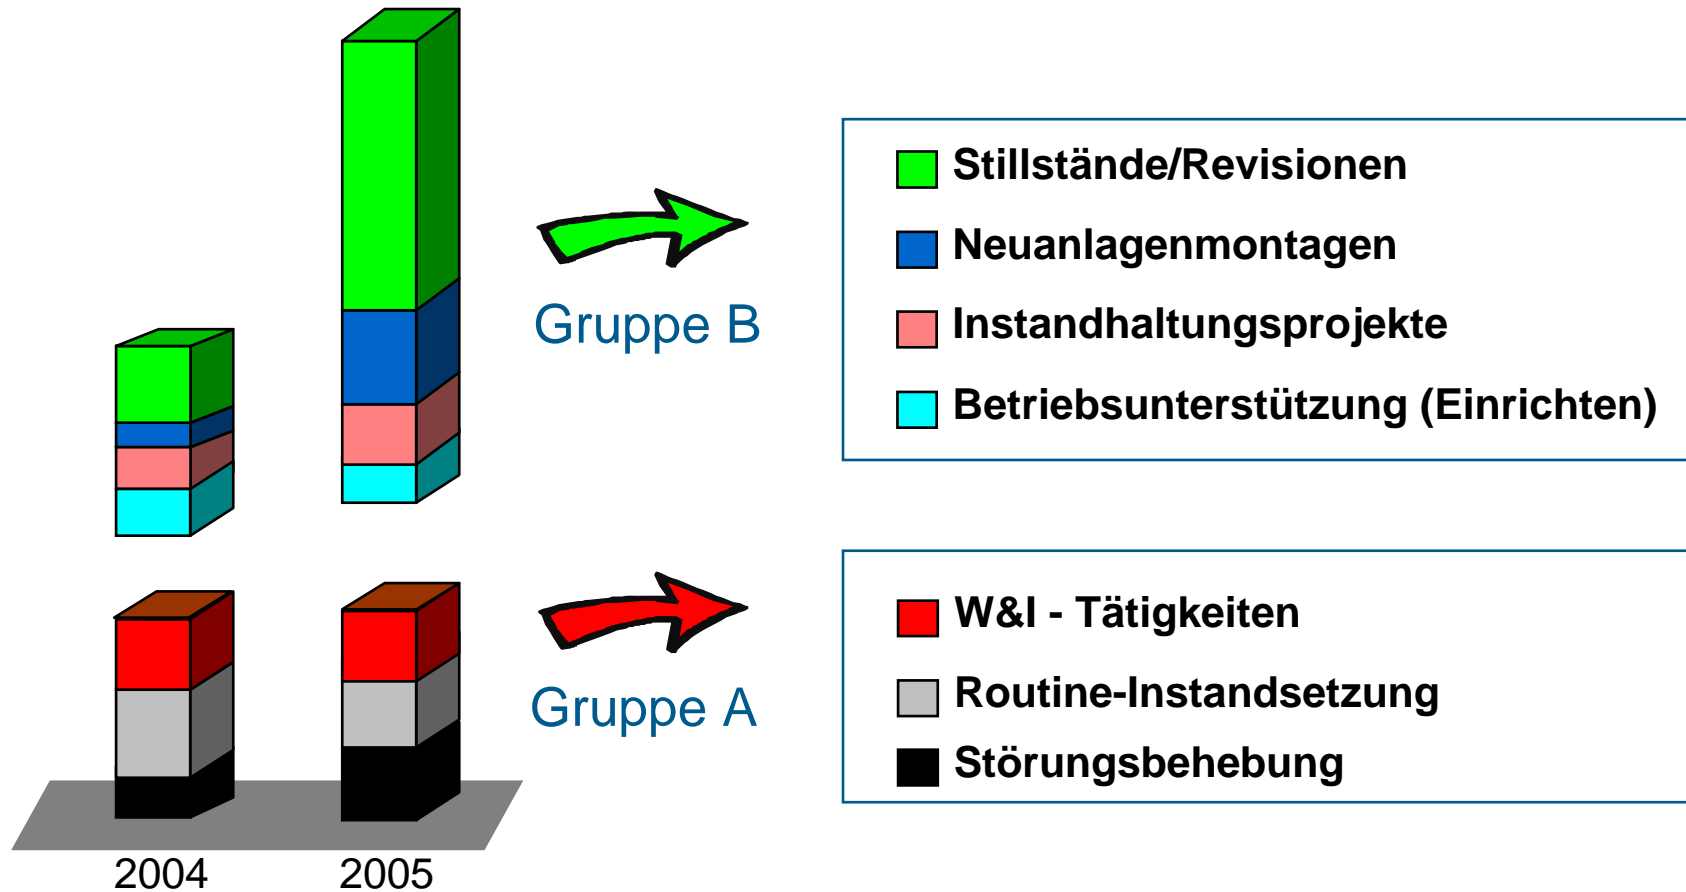 Stillstände/Revisionen
Neuanlagenmontagen
Instandhaltungsprojekte
Betriebsunterstützung (Einrichten)
Gruppe B
W&I - Tätigkeiten
Routine-Instandsetzung
Störungsbehebung
Gruppe A
2004
2005